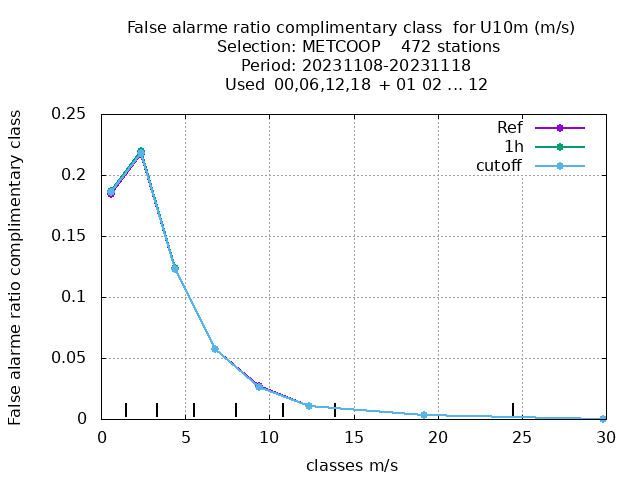 False alarme ratio complimentary class  for U10m (m/s)
Selection: METCOOP    472 stations
Period: 20231108-20231118
Used  00,06,12,18 + 01 02 ... 12
False alarme ratio complimentary class
0.25
0.2
0.15
0.1
0.05
0
Ref
1h
cutoff
0 5 10 15 20 25 30
classes m/s